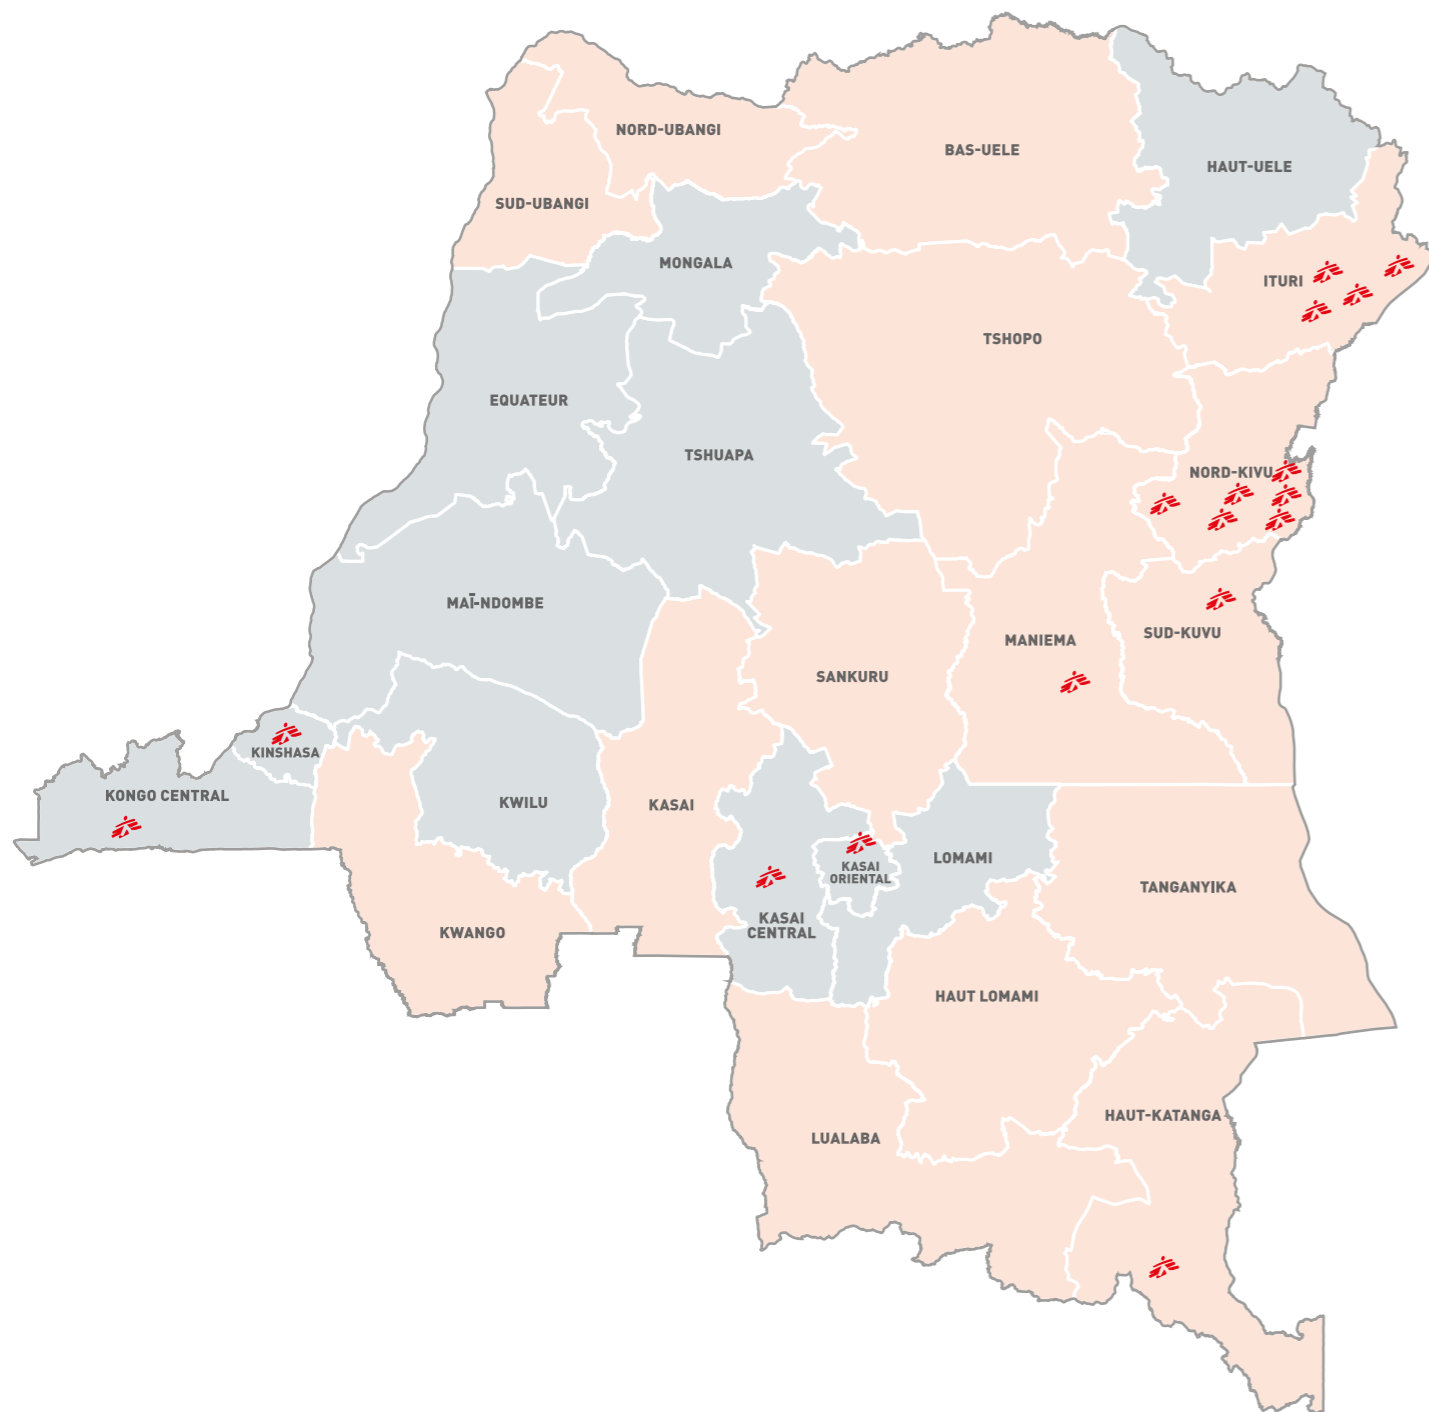 NORD-UBANGI
BAS-UELE
HAUT-UELE
SUD-UBANGI
MONGALA
ITURI
TSHOPO
EQUATEUR
TSHUAPA
NORD-KIVU
MAÏ-NDOMBE
SUD-KUVU
MANIEMA
SANKURU
KINSHASA
KONGO CENTRAL
KWILU
KASAI
LOMAMI
KASAI
ORIENTAL
TANGANYIKA
KASAI
CENTRAL
KWANGO
HAUT LOMAMI
HAUT-KATANGA
LUALABA